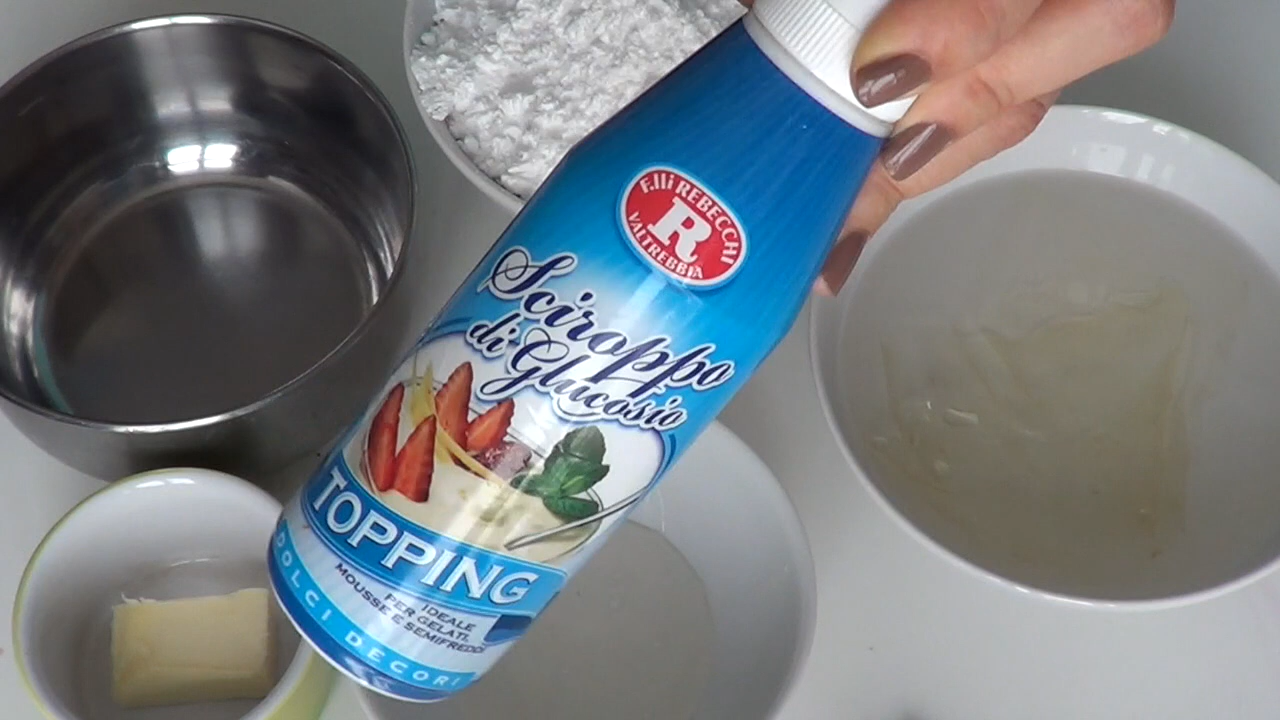 F.lli REBECCHI
R
VALTREBBIA
Sciroppo
di Glucosio
TOPPING
IDEALE
PER GELATI,
MOUSSE E SEMIFREDDI
DOLCI DECORI